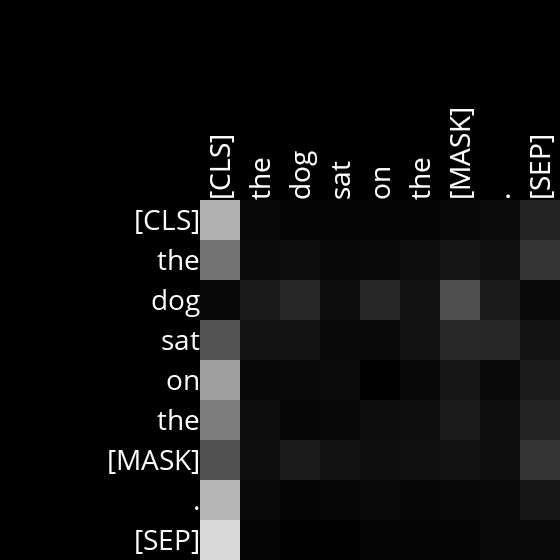 [CLS] the dog sat on the [MASK] . [SEP]
[CLS]
the
dog
sat
on
the
[MASK]
.
[SEP]